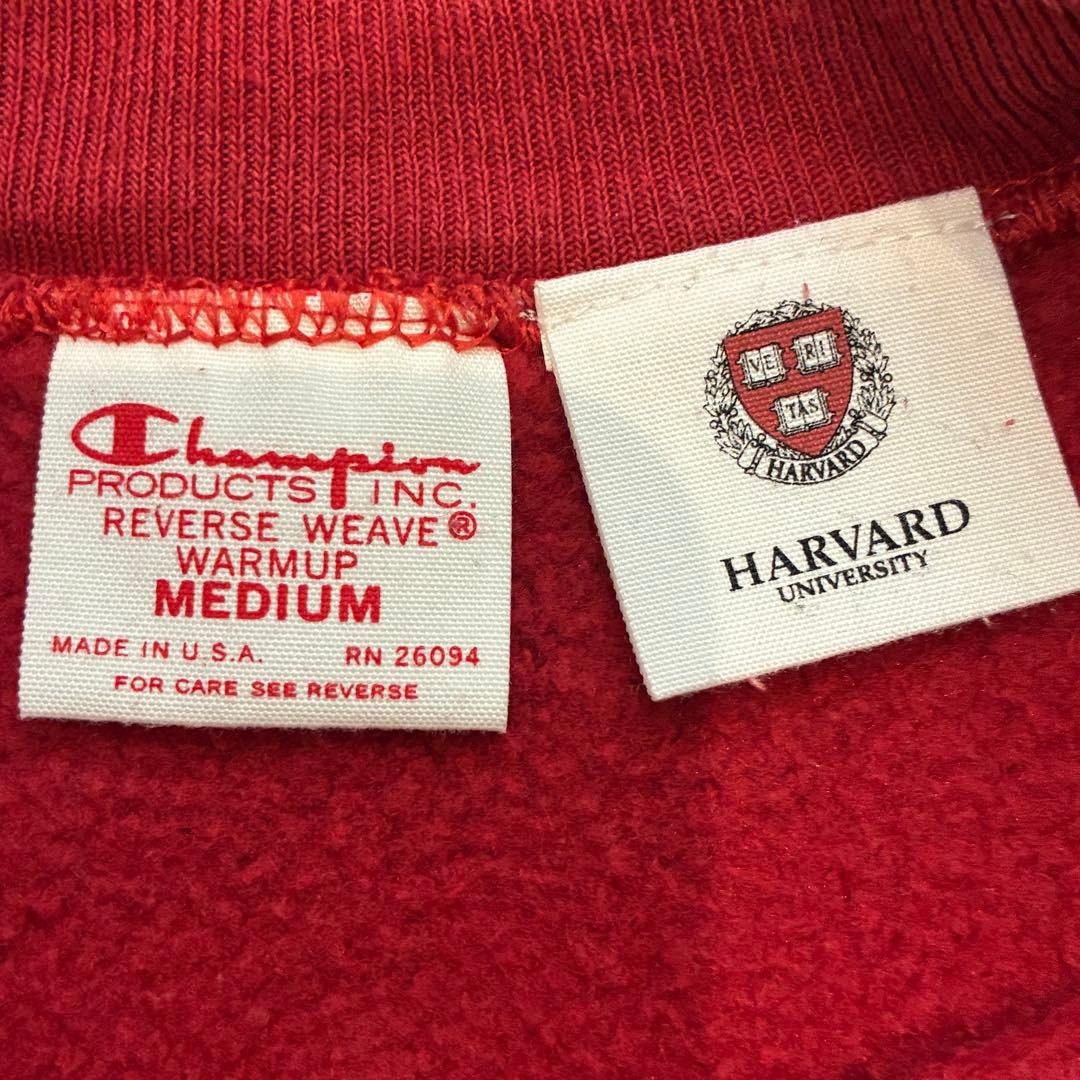 Champion
PRODUCTS INC.
REVERSE WEAVE®
WARMUP
MEDIUM
MADE IN U.S.A. RN 26094
FOR CARE SEE REVERSE
VE RI
TAS
HARVARD
HARVARD
UNIVERSITY